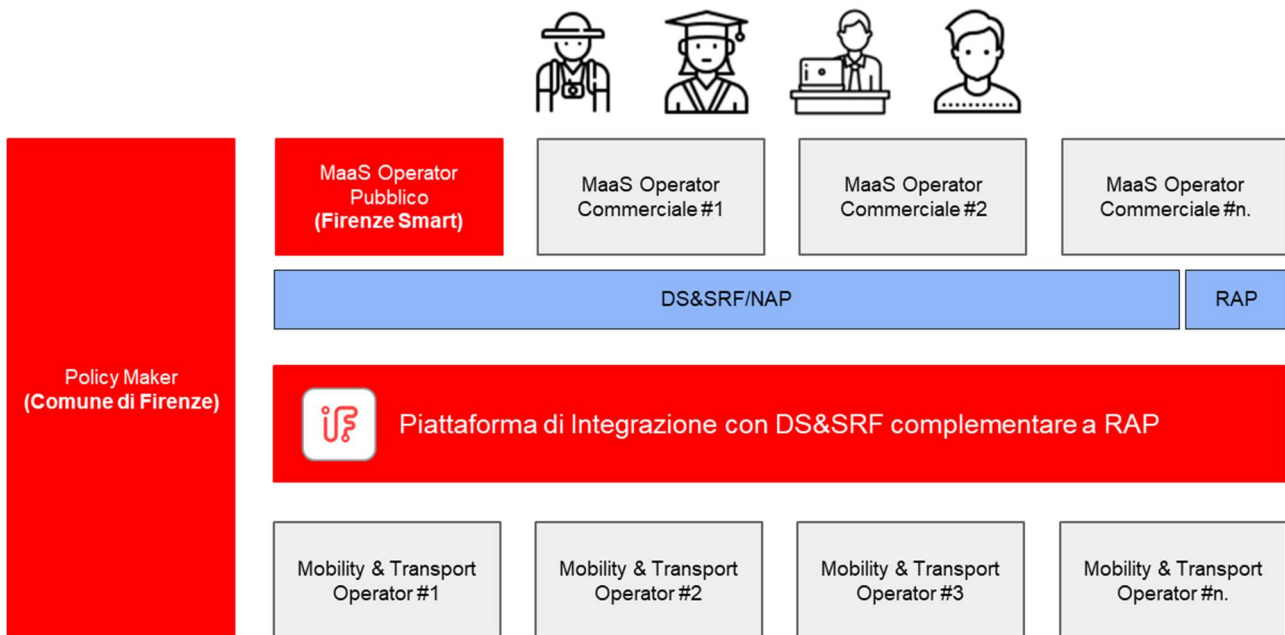 MaaS Operator
Pubblico
(Firenze Smart)
MaaS Operator
Commerciale #1
MaaS Operator
Commerciale #2
MaaS Operator
Commerciale #n.
DS&SRF/NAP
RAP
Policy Maker
(Comune di Firenze)
iF
Piattaforma di Integrazione con DS&SRF complementare a RAP
Mobility & Transport
Operator #1
Mobility & Transport
Operator #2
Mobility & Transport
Operator #3
Mobility & Transport
Operator #n.